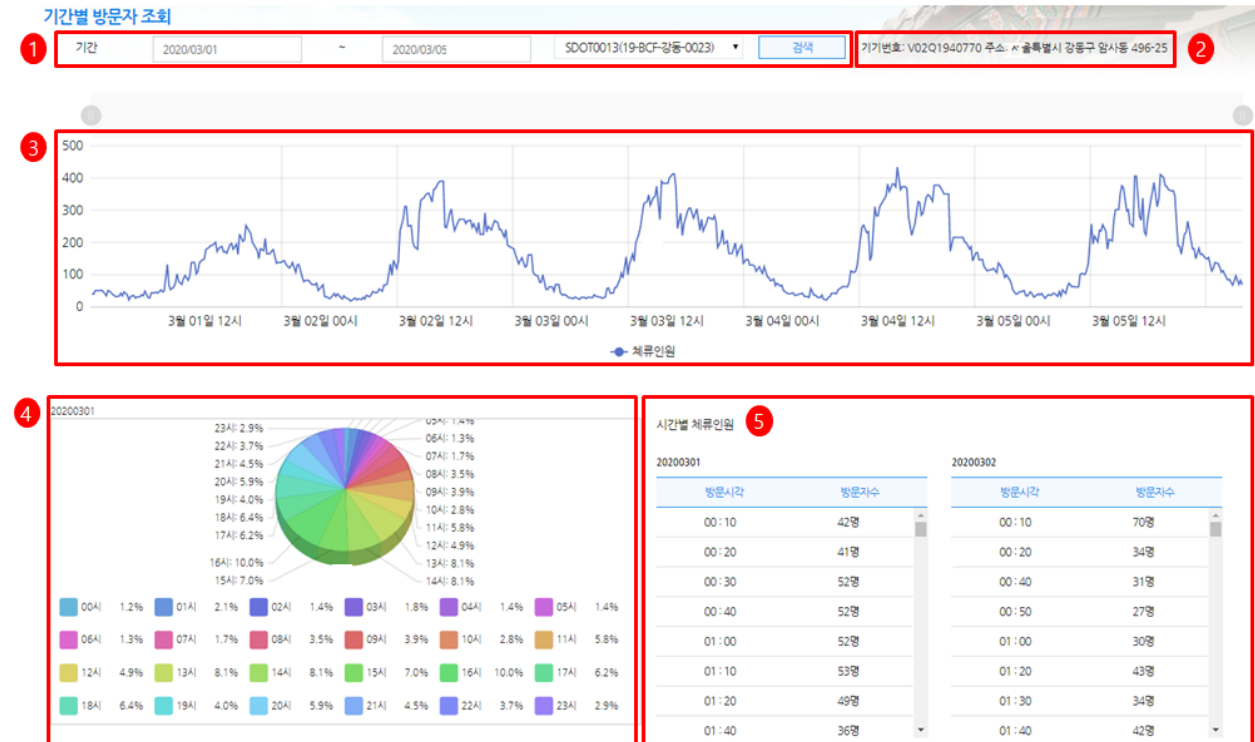 기간별 방문자 조회
1 기간 2020/03/01 ~ 2020/03/05 SDOT0013(19-BCF-강동-0023) 검색 기기번호: V02Q1940770 주소: 서울특별시 강동구 암사동 496-25 2
3
500
400
300
200
100
0
3월 01일 12시 3월 02일 00시 3월 02일 12시 3월 03일 00시 3월 03일 12시 3월 04일 00시 3월 04일 12시 3월 05일 00시 3월 05일 12시
체류인원
4
20200301
23시: 2.9%
22시: 3.7%
21시: 4.5%
20시: 5.9%
19시: 4.0%
18시: 6.4%
17시: 6.2%
16시: 10.0%
15시: 7.0%
05시: 1.4%
06시: 1.3%
07시: 1.7%
08시: 3.5%
09시: 3.9%
10시: 2.8%
11시: 5.8%
12시: 4.9%
13시: 8.1%
14시: 8.1%
00시 1.2% 01시 2.1% 02시 1.4% 03시 1.8% 04시 1.4% 05시 1.4%
06시 1.3% 07시 1.7% 08시 3.5% 09시 3.9% 10시 2.8% 11시 5.8%
12시 4.9% 13시 8.1% 14시 8.1% 15시 7.0% 16시 10.0% 17시 6.2%
18시 6.4% 19시 4.0% 20시 5.9% 21시 4.5% 22시 3.7% 23시 2.9%
시간별 체류인원 5
20200301
방문시각 방문자수
00:10 42명
00:20 41명
00:30 52명
00:40 52명
01:00 52명
01:10 53명
01:20 49명
01:40 36명
20200302
방문시각 방문자수
00:10 70명
00:20 34명
00:40 31명
00:50 27명
01:00 30명
01:20 43명
01:30 34명
01:40 42명